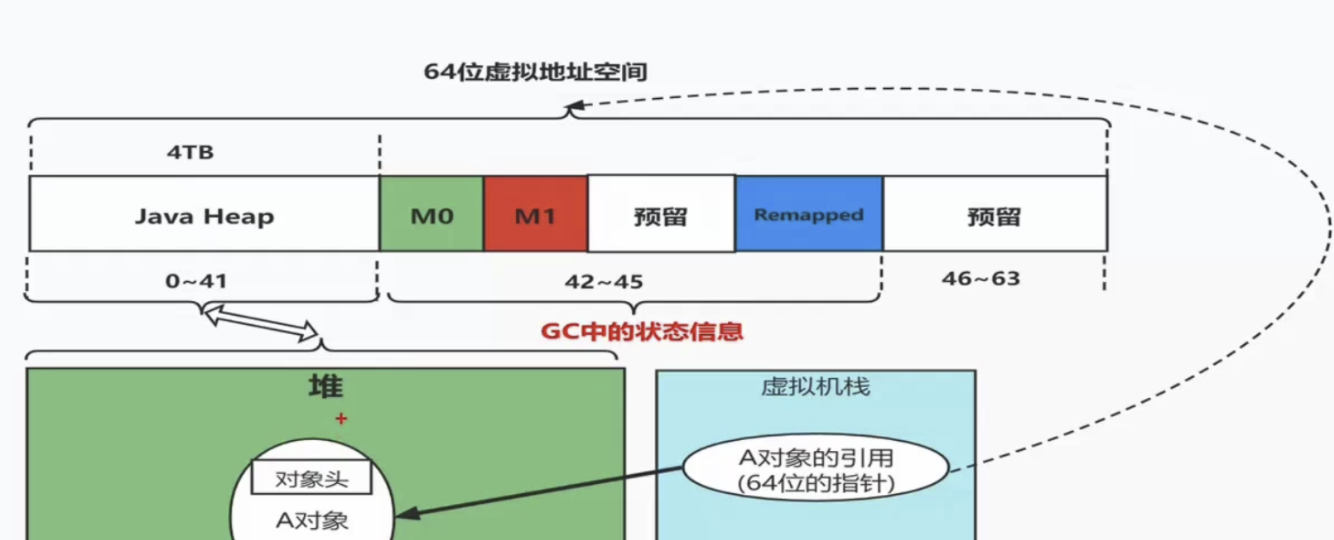 64位虚拟地址空间
4TB
Java Heap
M0
M1
预留
Remapped
预留
0~41
42~45
46~63
GC中的状态信息
堆
+
对象头
A对象
虚拟机栈
A对象的引用
(64位的指针)